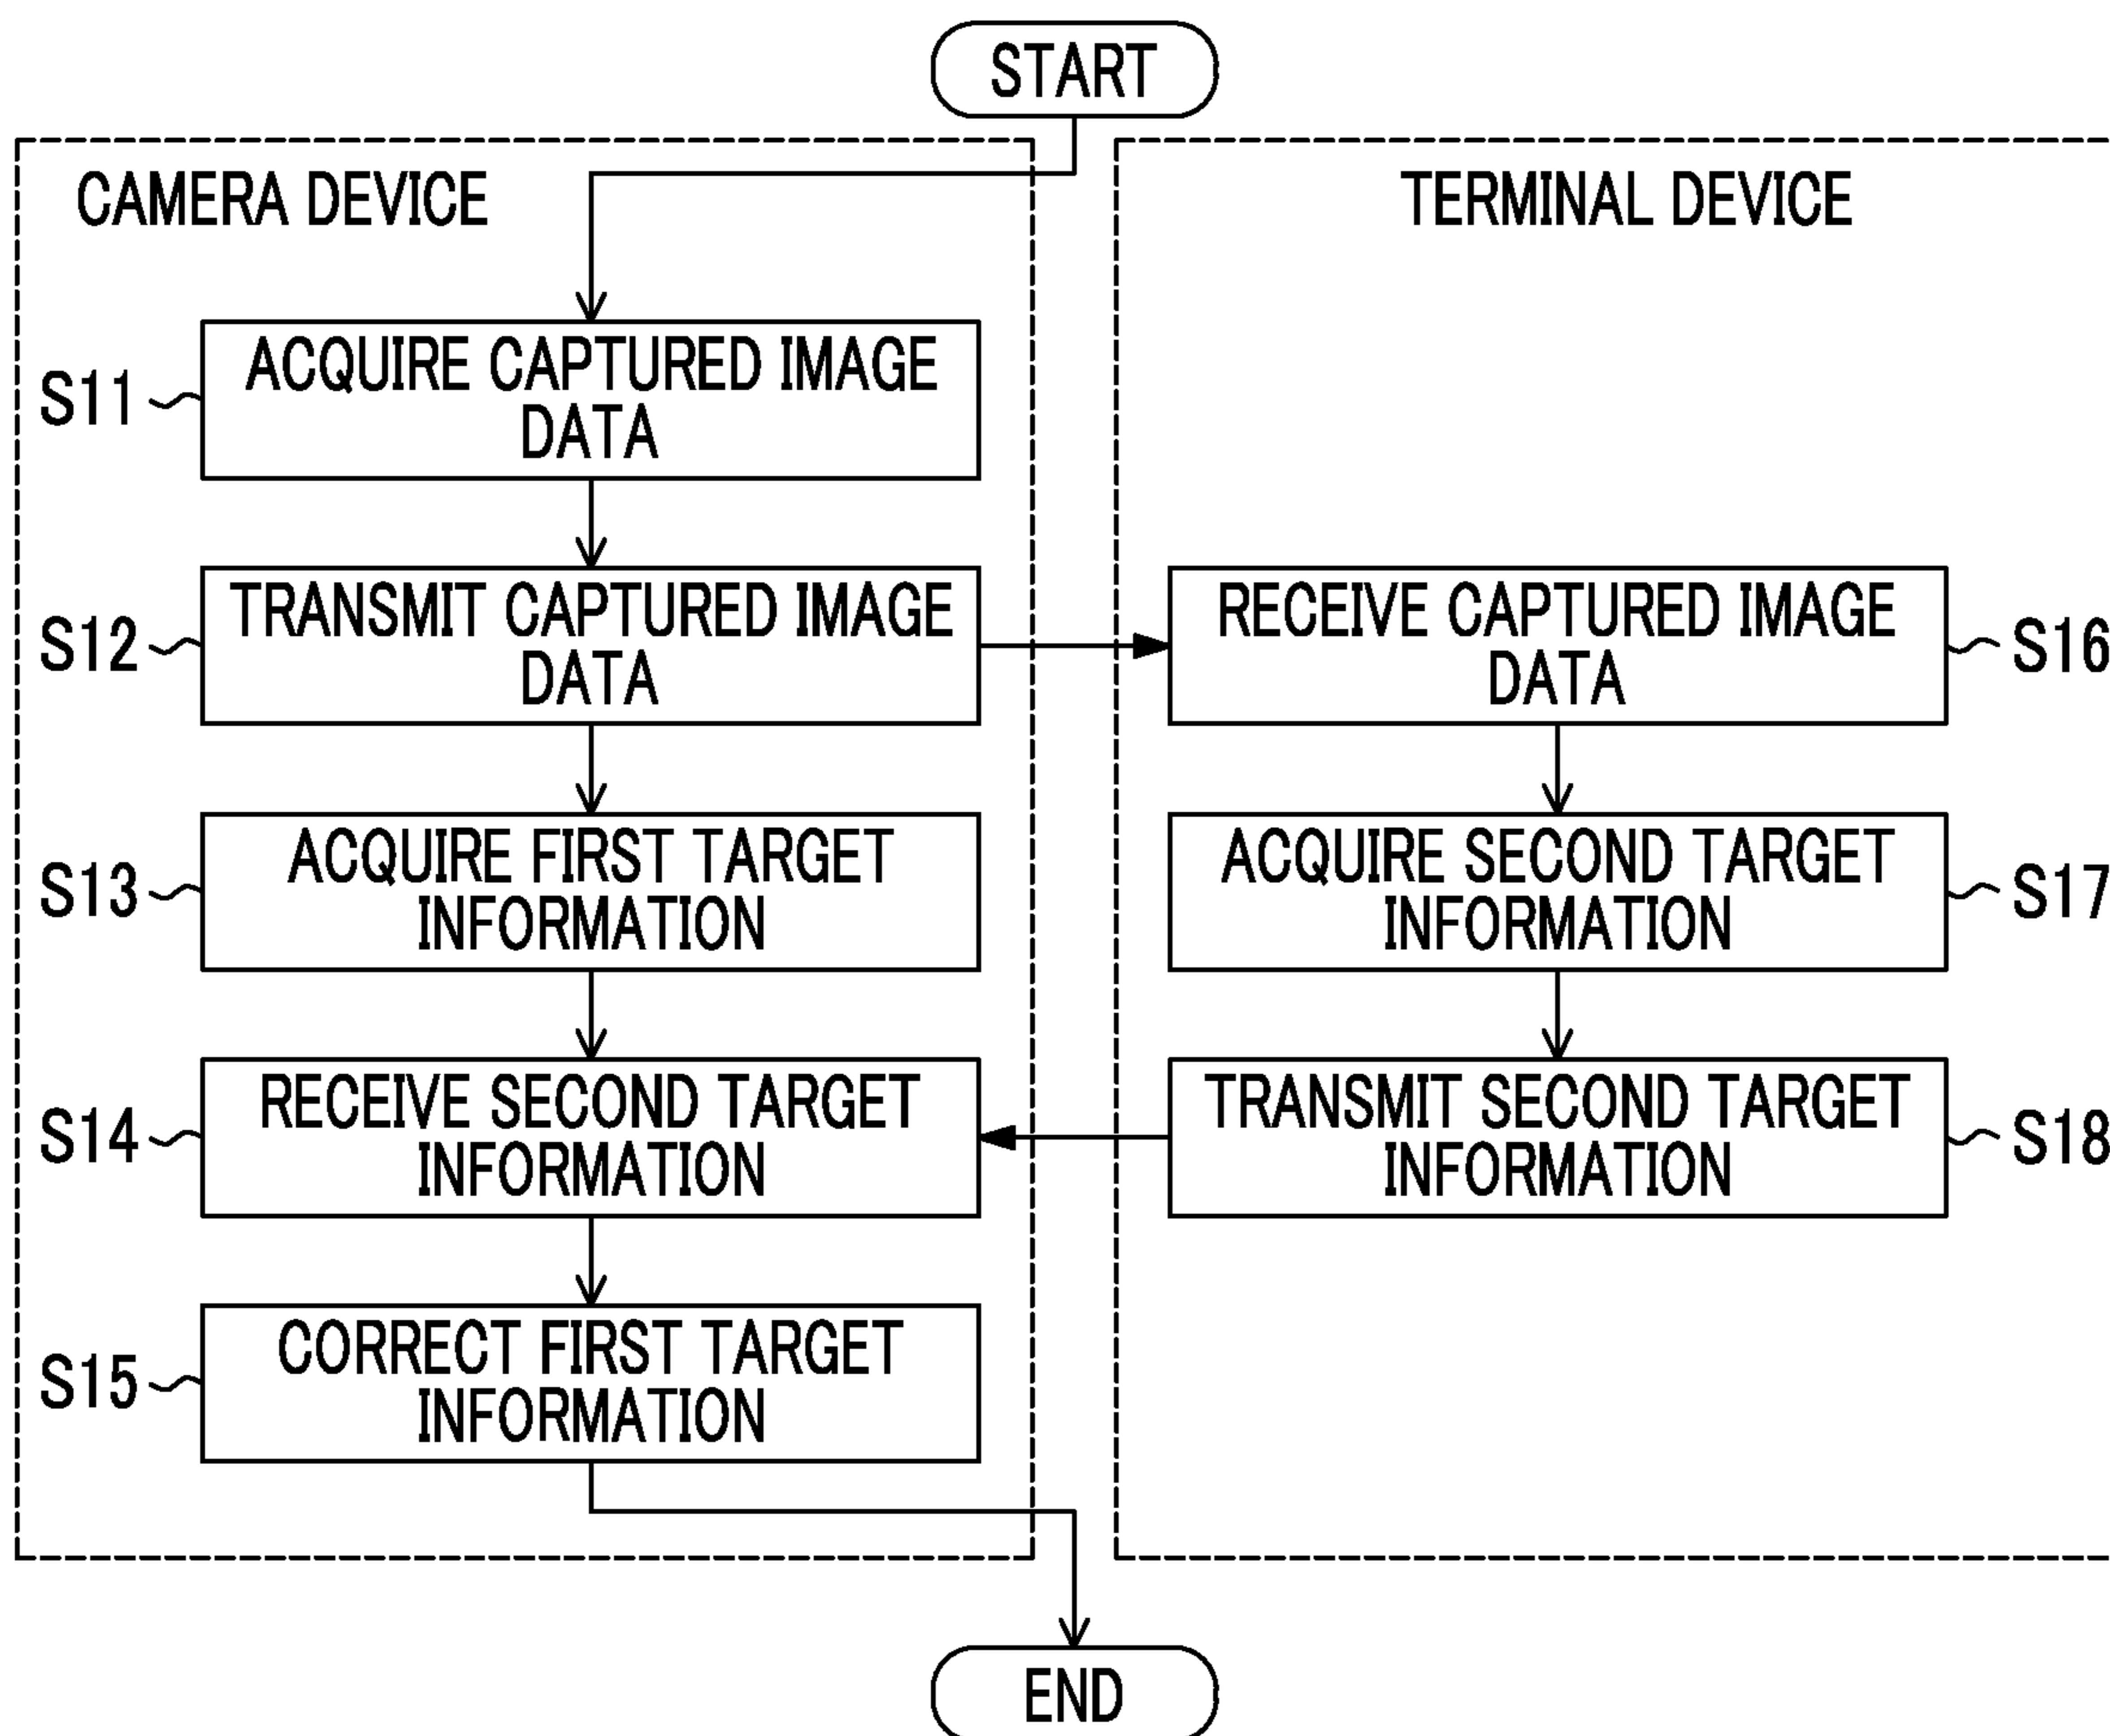 START
CAMERA DEVICE
TERMINAL DEVICE
S11
ACQUIRE CAPTURED IMAGE
DATA
S12
TRANSMIT CAPTURED IMAGE
DATA
RECEIVE CAPTURED IMAGE
DATA
S16
S13
ACQUIRE FIRST TARGET
INFORMATION
ACQUIRE SECOND TARGET
INFORMATION
S17
S14
RECEIVE SECOND TARGET
INFORMATION
TRANSMIT SECOND TARGET
INFORMATION
S18
S15
CORRECT FIRST TARGET
INFORMATION
END